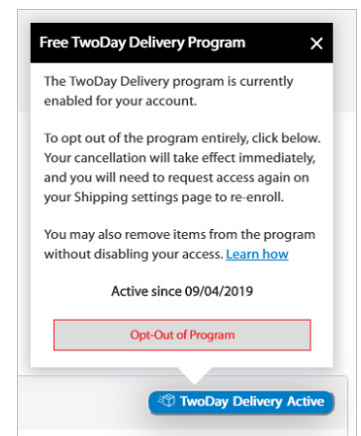 Free TwoDay Delivery Program
The TwoDay Delivery program is currently
enabled for your account.
To opt out of the program entirely, click below.
Your cancellation will take effect immediately,
and you will need to request access again on
your Shipping settings page to re-enroll.
You may also remove items from the program
without disabling your access. Learn how
Active since 09/04/2019
Opt-Out of Program
TwoDay Delivery Active